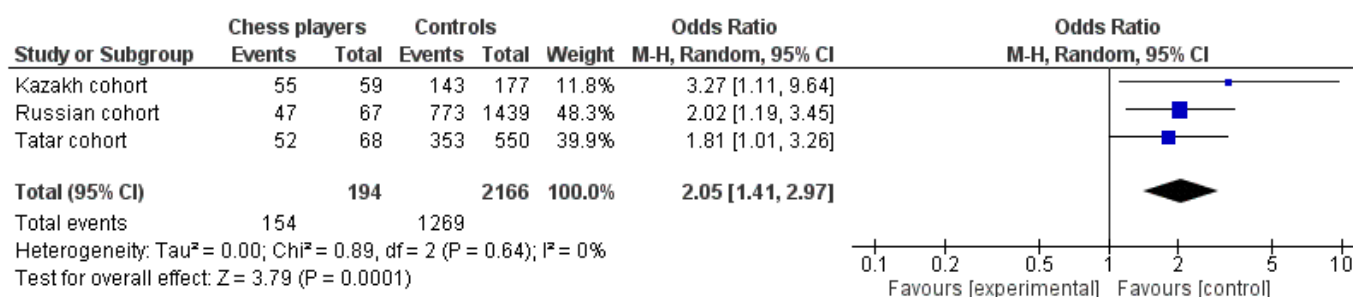 Chess players Controls Odds Ratio Odds Ratio
Study or Subgroup Events Total Events Total Weight M-H, Random, 95% CI M-H, Random, 95% CI
Kazakh cohort 55 59 143 177 11.8% 3.27 [1.11, 9.64]
Russian cohort 47 67 773 1439 48.3% 2.02 [1.19, 3.45]
Tatar cohort 52 68 353 550 39.9% 1.81 [1.01, 3.26]
Total (95% CI) 194 2166 100.0% 2.05 [1.41, 2.97]
Total events 154 1269
Heterogeneity: Tau² = 0.00; Chi² = 0.89, df = 2 (P = 0.64); I² = 0%
Test for overall effect: Z = 3.79 (P = 0.0001)
0.1 0.2 0.5 1 2 5 10
Favours [experimental] Favours [control]